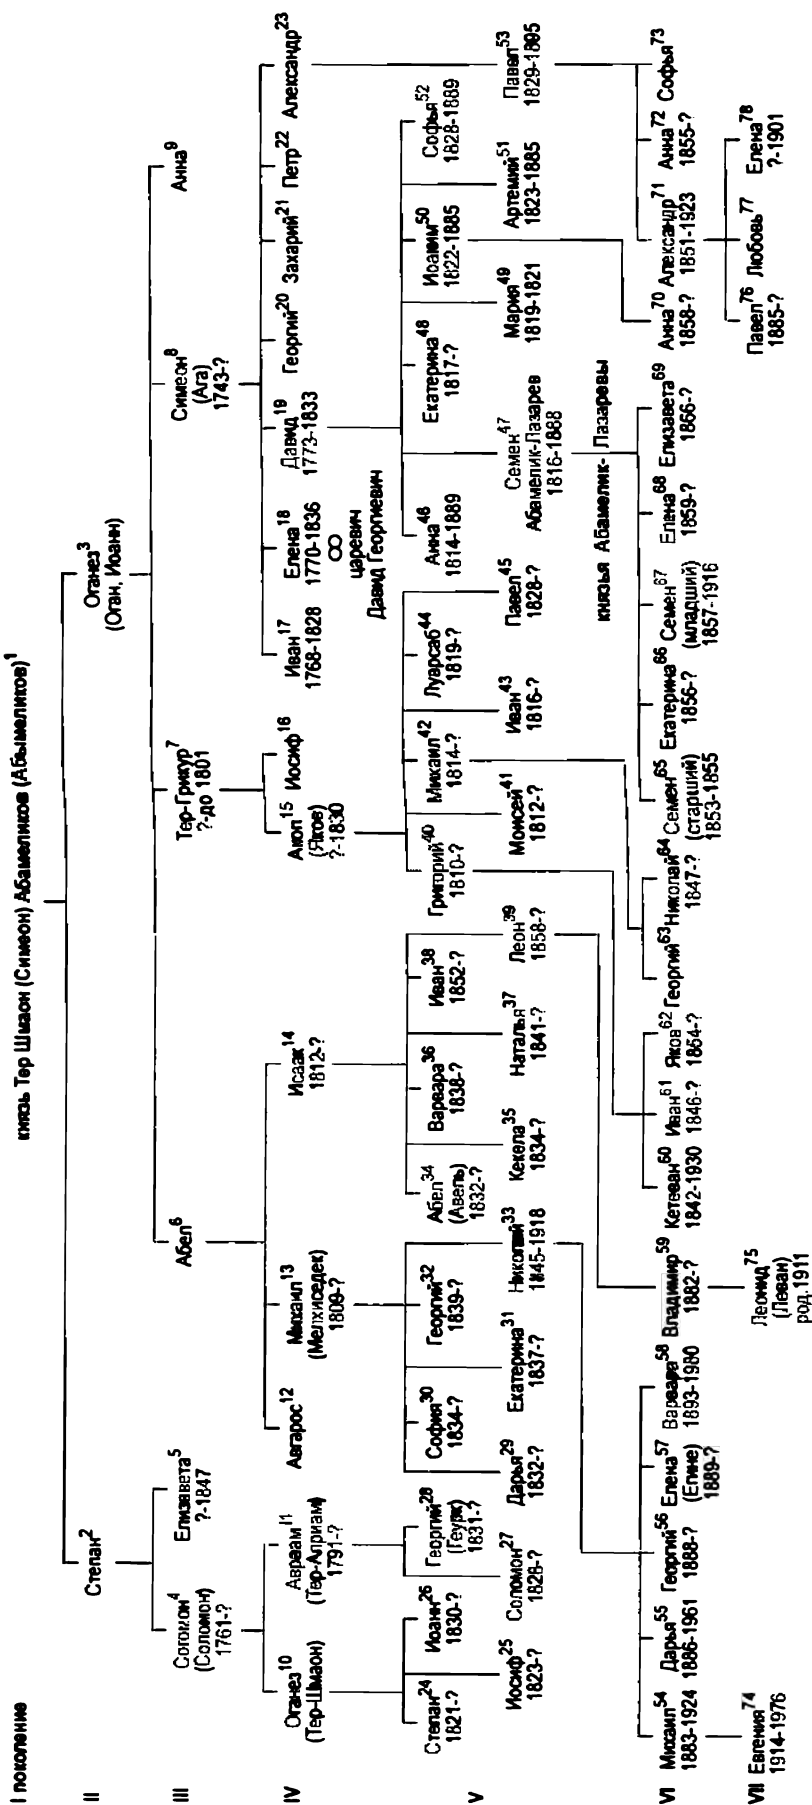 князь Тер Шмаон (Симеон) Абамеликов (Абымеликов)¹
I поколение
II
Степан²
Оганез³
(Оган, Иоанн)
III
Согомон⁴
(Соломон)
1761-?
Елизавета⁵
?-1847
Абел⁶
Тер-Грикур⁷
?-до 1801
Симеон⁸
(Ага)
1743-?
Анна⁹
IV
Оганез¹⁰
(Тер-Шмаон)
Авраам¹¹
(Тер-Априам)
1791-?
Авгарос¹²
Михаил¹³
(Мелхиседек)
1809-?
Исаак¹⁴
1812-?
Акоп¹⁵
(Яков)
?-1830
Иосиф¹⁶
Иван¹⁷
1768-1828
Елена¹⁸
1770-1836
∞
царевич
Давид Георгиевич
Давид¹⁹
1773-1833
Георгий²⁰
Захарий²¹
Петр²²
Александр²³
V
Степан²⁴
1821-?
Иосиф²⁵
1823-?
Иоанн²⁶
1830-?
Соломон²⁷
1828-?
Георгий²⁸
(Геурк)
1831-?
Дарья²⁹
1832-?
София³⁰
1834-?
Екатерина³¹
1837-?
Георгий³²
1839-?
Николай³³
1845-1918
Абел³⁴
(Авель)
1832-?
Кекела³⁵
1834-?
Варвара³⁶
1838-?
Наталья³⁷
1841-?
Иван³⁸
1852-?
Леон³⁹
1858-?
Григорий⁴⁰
1810-?
Моисей⁴¹
1812-?
Михаил⁴²
1814-?
Иван⁴³
1816-?
Луарсаб⁴⁴
1819-?
Павел⁴⁵
1828-?
Анна⁴⁶
1814-1889
Семен⁴⁷
Абамелик-Лазарев
1816-1888
Екатерина⁴⁸
1817-?
Мария⁴⁹
1819-1821
Иоаким⁵⁰
1822-1885
Артемий⁵¹
1823-1885
Софья⁵²
1828-1889
Павел⁵³
1829-1895
князья Абамелик- Лазаревы
VI
Михаил⁵⁴
1883-1924
Дарья⁵⁵
1886-1961
Георгий⁵⁶
1888-?
Елена⁵⁷
(Егине)
1889-?
Варвара⁵⁸
1893-1980
Владимир⁵⁹
1882-?
Кетеван⁶⁰
1842-1930
Иван⁶¹
1846-?
Яков⁶²
1854-?
Георгий⁶³
Николай⁶⁴
1847-?
Семен⁶⁵
(старший)
1853-1855
Екатерина⁶⁶
1856-?
Семен⁶⁷
(младший)
1857-1916
Елена⁶⁸
1859-?
Елизавета⁶⁹
1866-?
Анна⁷⁰
1858-?
Александр⁷¹
1851-1923
Анна⁷²
1855-?
Софья⁷³
VII
Евгения⁷⁴
1914-1976
Леонид⁷⁵
(Леван)
род.1911
Павел⁷⁶
1885-?
Любовь⁷⁷
Елена⁷⁸
?-1901